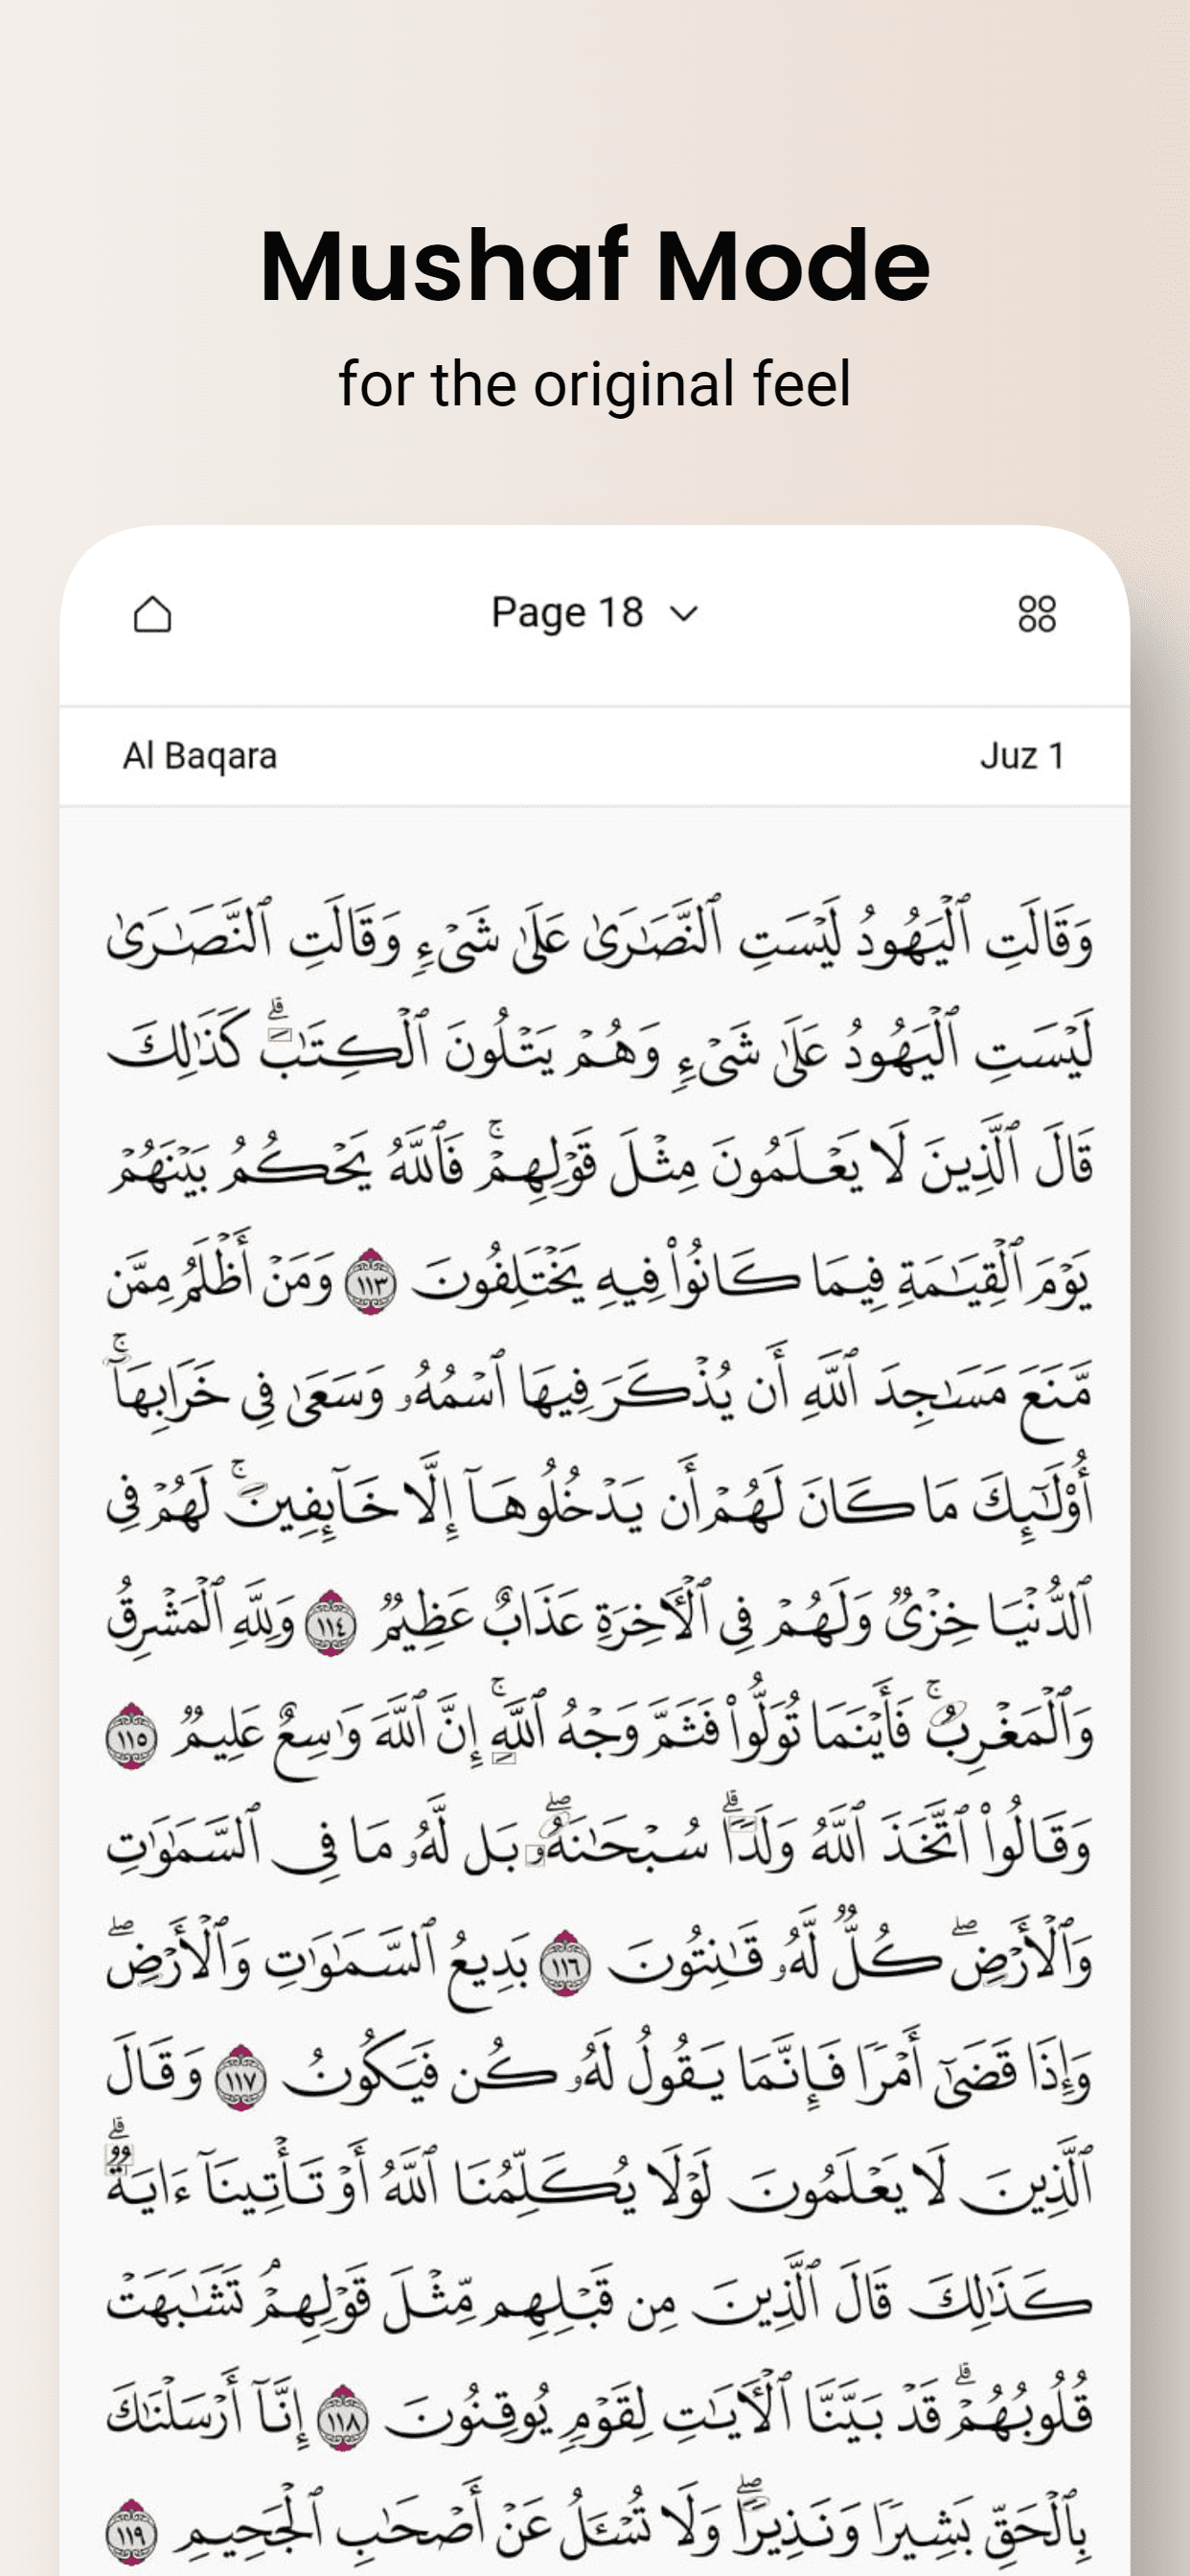 Mushaf Mode
for the original feel
Page 18
Al Baqara
Juz 1
وَقَالَتِ ٱلْيَهُودُ لَيْسَتِ ٱلنَّصَٰرَىٰ عَلَىٰ شَىْءٍ وَقَالَتِ ٱلنَّصَٰرَىٰ
لَيْسَتِ ٱلْيَهُودُ عَلَىٰ شَىْءٍ وَهُمْ يَتْلُونَ ٱلْكِتَٰبَ ۗ كَذَٰلِكَ
قَالَ ٱلَّذِينَ لَا يَعْلَمُونَ مِثْلَ قَوْلِهِمْ ۚ فَٱللَّهُ يَحْكُمُ بَيْنَهُمْ
يَوْمَ ٱلْقِيَٰمَةِ فِيمَا كَانُوا۟ فِيهِ يَخْتَلِفُونَ ١١٣ وَمَنْ أَظْلَمُ مِمَّن
مَّنَعَ مَسَٰجِدَ ٱللَّهِ أَن يُذْكَرَ فِيهَا ٱسْمُهُۥ وَسَعَىٰ فِى خَرَابِهَآ ۚ
أُو۟لَٰٓئِكَ مَا كَانَ لَهُمْ أَن يَدْخُلُوهَآ إِلَّا خَآئِفِينَ ۚ لَهُمْ فِى
ٱلدُّنْيَا خِزْىٌ وَلَهُمْ فِى ٱلْءَاخِرَةِ عَذَابٌ عَظِيمٌ ١١٤ وَلِلَّهِ ٱلْمَشْرِقُ
وَٱلْمَغْرِبُ ۚ فَأَيْنَمَا تُوَلُّوا۟ فَثَمَّ وَجْهُ ٱللَّهِ ۚ إِنَّ ٱللَّهَ وَٰسِعٌ عَلِيمٌ ١١٥
وَقَالُوا۟ ٱتَّخَذَ ٱللَّهُ وَلَدًا ۗ سُبْحَٰنَهُۥ ۖ بَل لَّهُۥ مَا فِى ٱلسَّمَٰوَٰتِ
وَٱلْأَرْضِ ۖ كُلٌّ لَّهُۥ قَٰنِتُونَ ١١٦ بَدِيعُ ٱلسَّمَٰوَٰتِ وَٱلْأَرْضِ ۖ
وَإِذَا قَضَىٰٓ أَمْرًا فَإِنَّمَا يَقُولُ لَهُۥ كُن فَيَكُونُ ١١٧ وَقَالَ
ٱلَّذِينَ لَا يَعْلَمُونَ لَوْلَا يُكَلِّمُنَا ٱللَّهُ أَوْ تَأْتِينَآ ءَايَةٌ ۗ
كَذَٰلِكَ قَالَ ٱلَّذِينَ مِن قَبْلِهِم مِّثْلَ قَوْلِهِمْ ۘ تَشَٰبَهَتْ
قُلُوبُهُمْ ۗ قَدْ بَيَّنَّا ٱلْءَايَٰتِ لِقَوْمٍ يُوقِنُونَ ١١٨ إِنَّآ أَرْسَلْنَٰكَ
بِٱلْحَقِّ بَشِيرًا وَنَذِيرًا ۖ وَلَا تُسْـَٔلُ عَنْ أَصْحَٰبِ ٱلْجَحِيمِ ١١٩